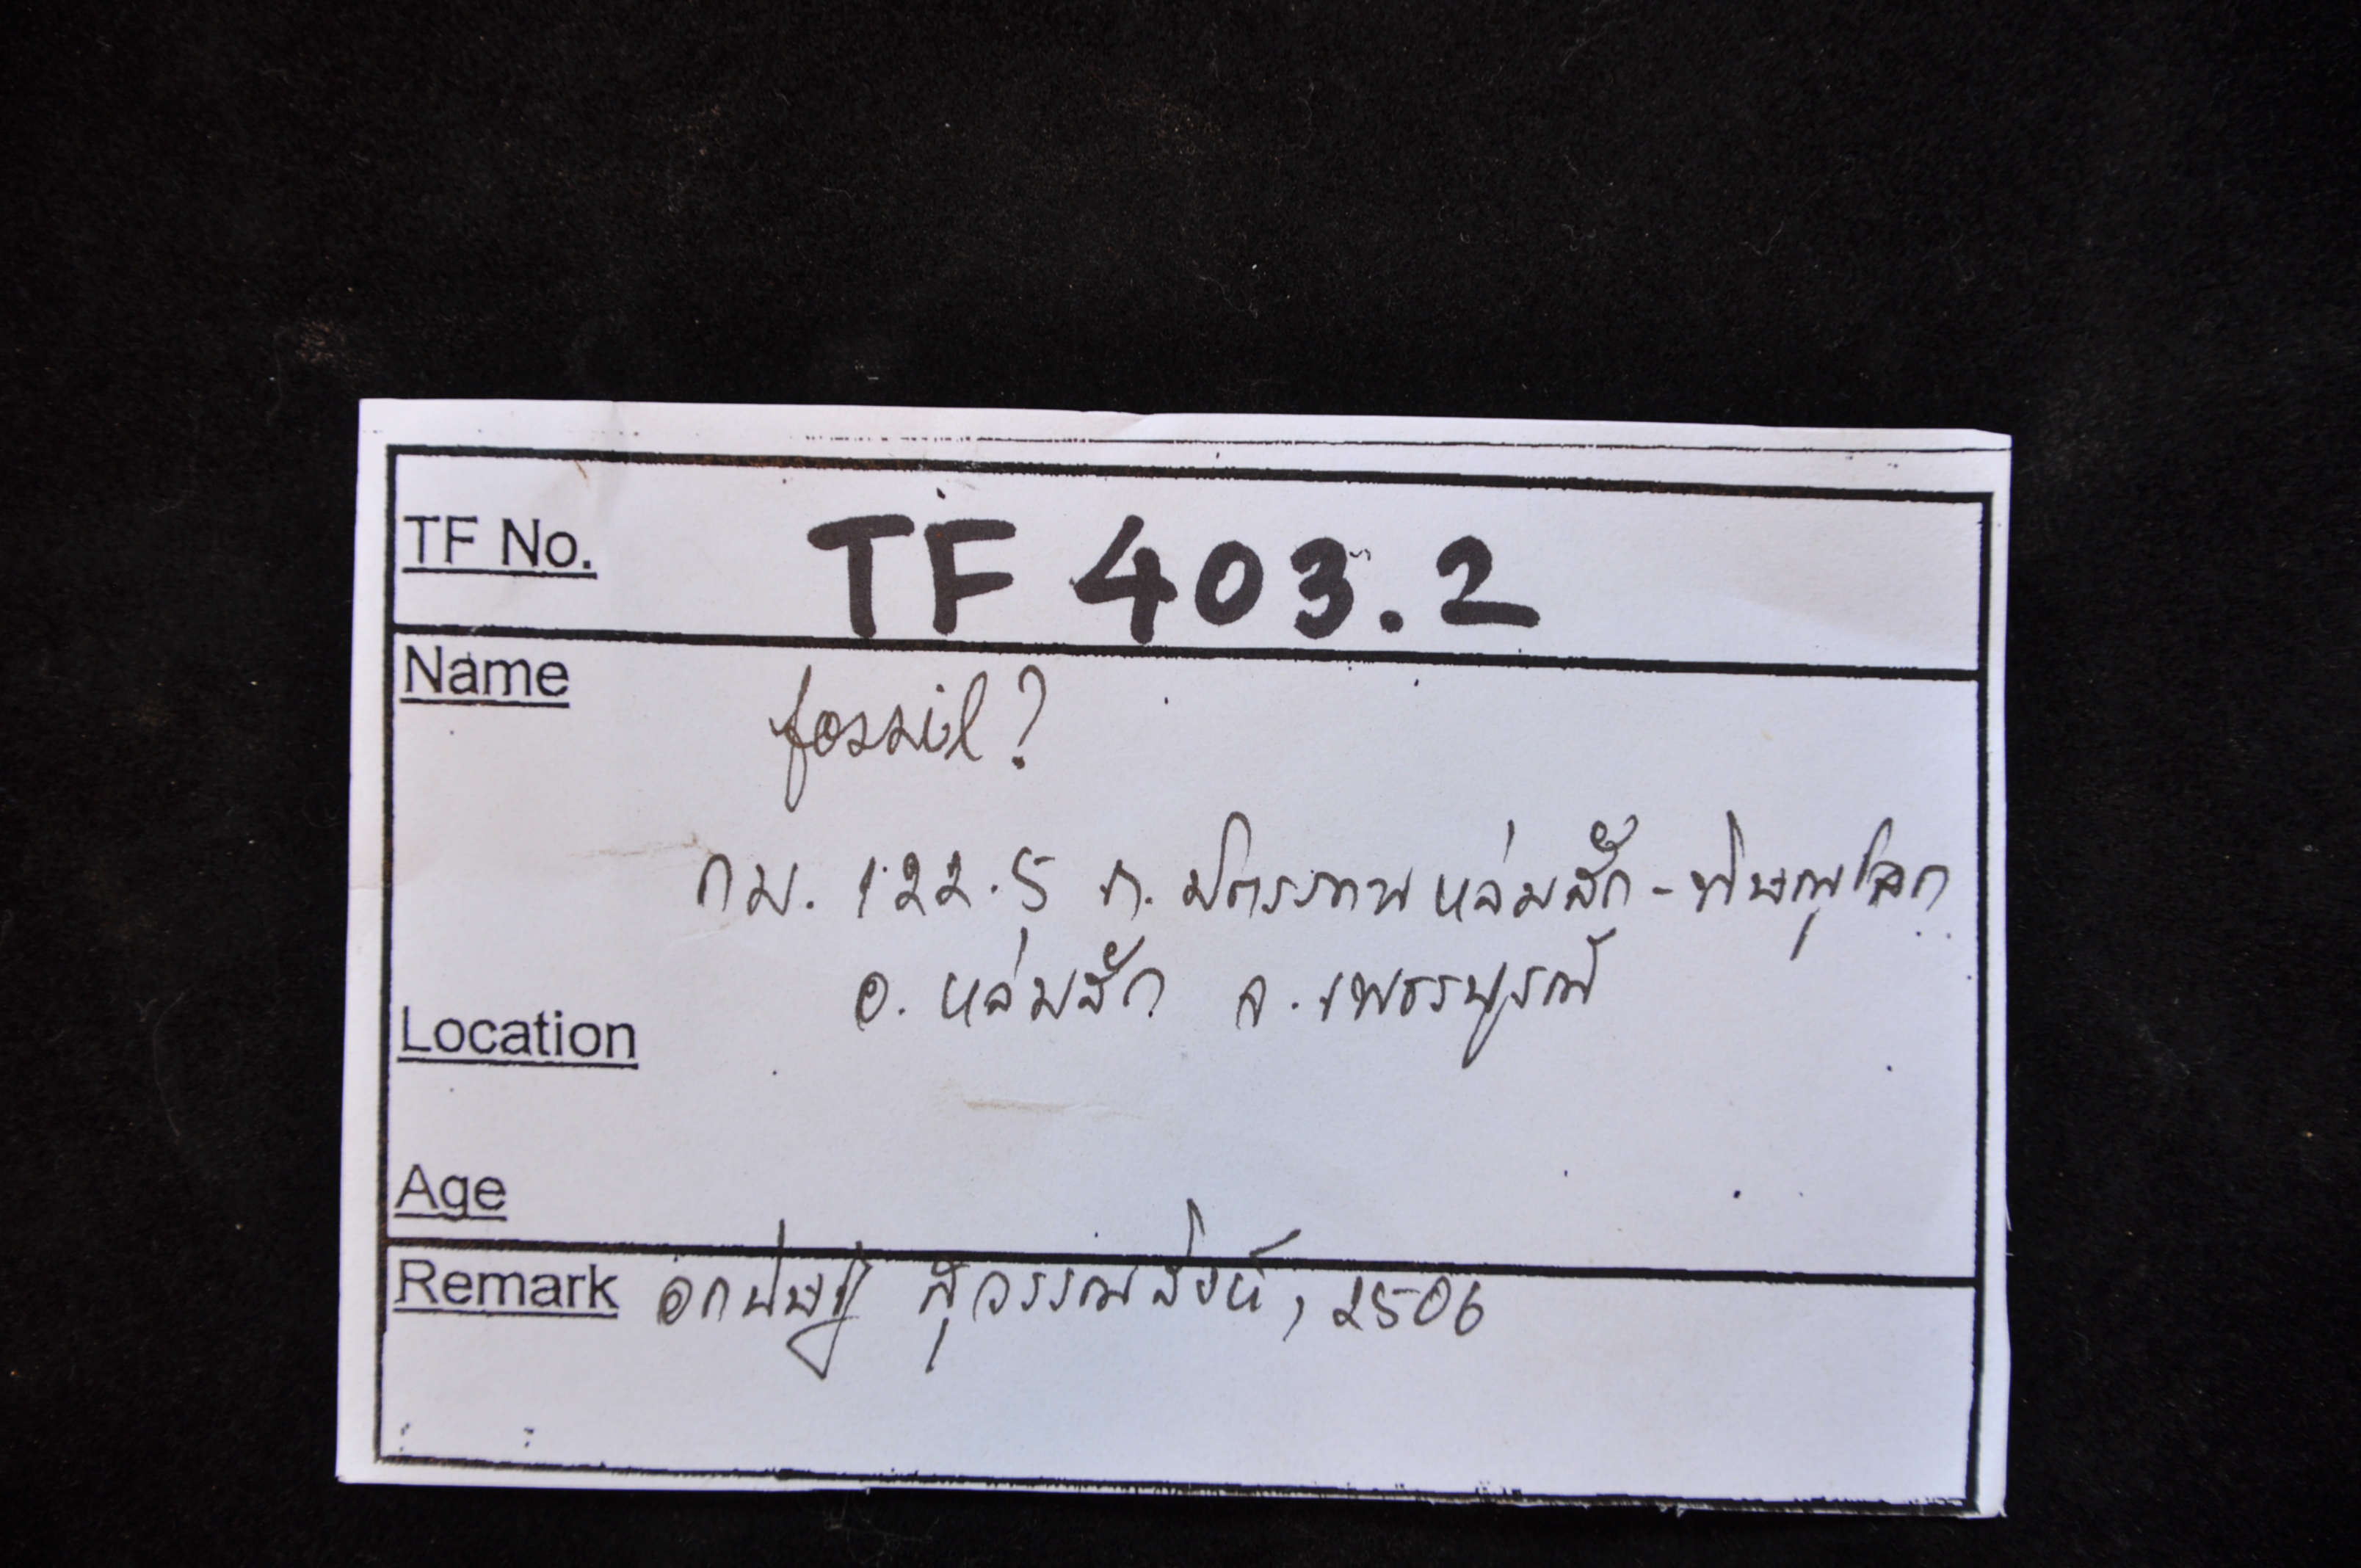 TF No. TF 403.2
Name fossil?
กม. 122.5 ถ. มิตรภาพ หล่มสัก - พิษณุโลก
อ. หล่มสัก จ. เพชรบูรณ์
Location
Age
Remark สุวรรณสิงห์, 2506